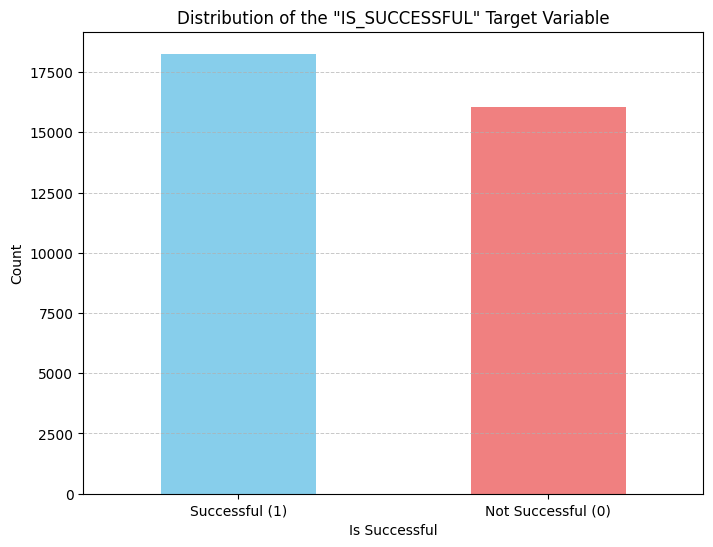 Distribution of the "IS_SUCCESSFUL" Target Variable
17500
15000
12500
10000
7500
5000
2500
0
Count
Successful (1)
Not Successful (0)
Is Successful